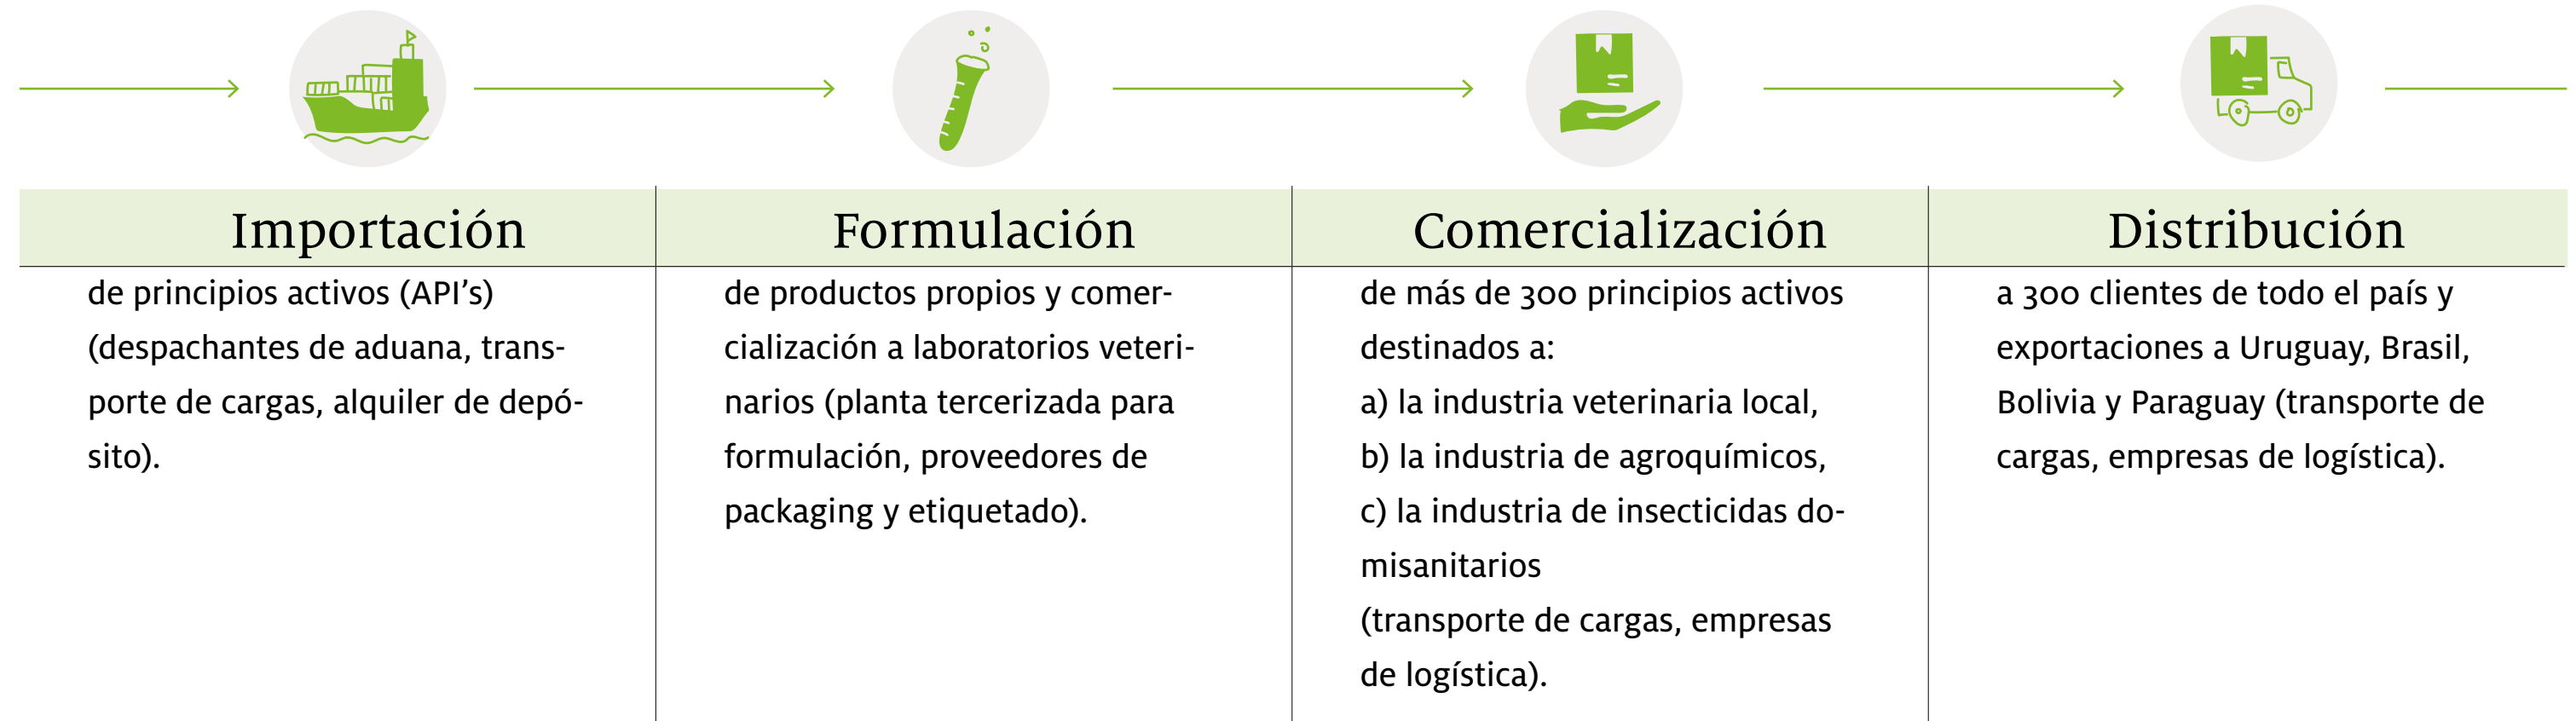 Importación
de principios activos (API’s)
(despachantes de aduana, trans-
porte de cargas, alquiler de depó-
sito).
Formulación
de productos propios y comer-
cialización a laboratorios veteri-
narios (planta tercerizada para
formulación, proveedores de
packaging y etiquetado).
Comercialización
de más de 300 principios activos
destinados a:
a) la industria veterinaria local,
b) la industria de agroquímicos,
c) la industria de insecticidas do-
misanitarios
(transporte de cargas, empresas
de logística).
Distribución
a 300 clientes de todo el país y
exportaciones a Uruguay, Brasil,
Bolivia y Paraguay (transporte de
cargas, empresas de logística).